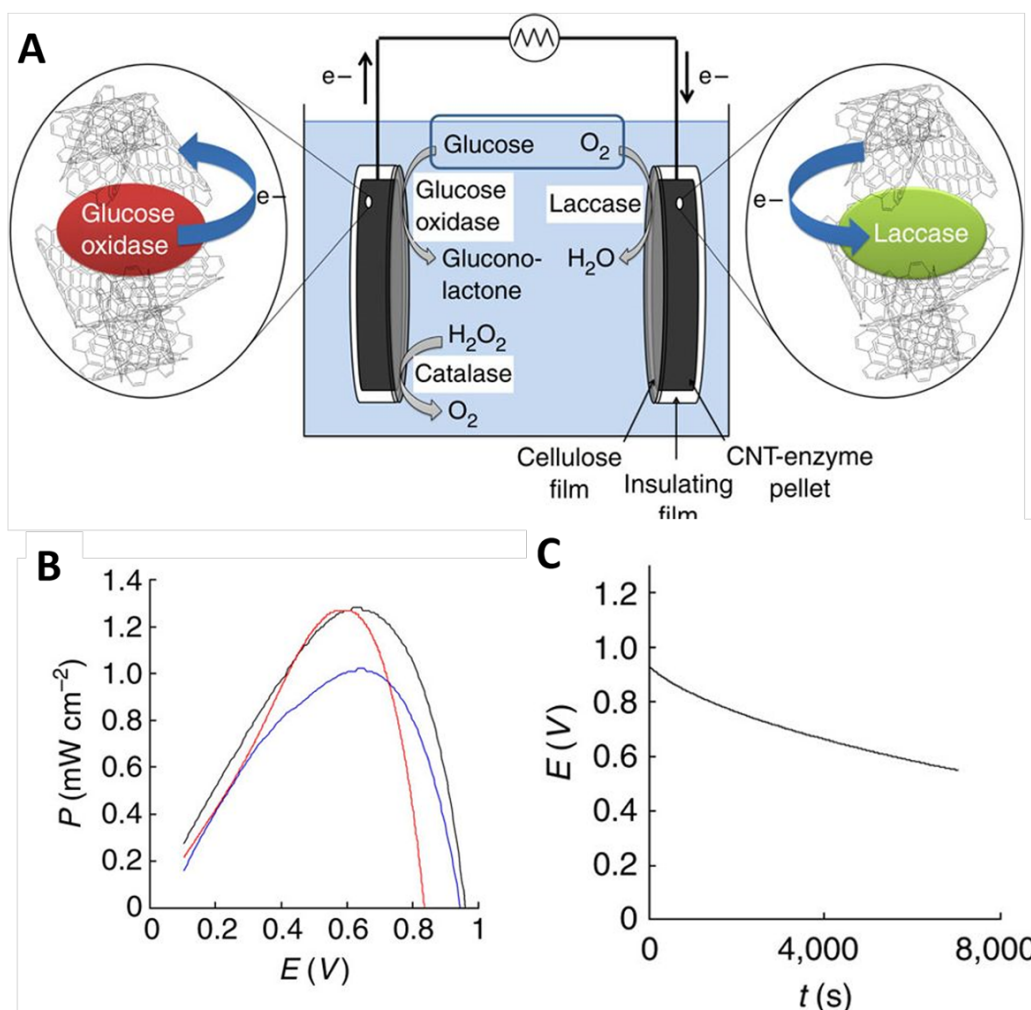 A
e−
e−
Glucose
O2
Glucose
oxidase
e−
Glucose
oxidase
Laccase
e−
Laccase
Glucono-
lactone
H2O
H2O2
Catalase
O2
Cellulose
film
Insulating
film
CNT-enzyme
pellet
B
1.4
1.2
1.0
0.8
0.6
0.4
0.2
0
P (mW cm−2)
0 0.2 0.4 0.6 0.8 1
E (V)
C
1.0
0.8
0.6
0.4
0.2
0
E (V)
0 4,000 8,000
t (s)